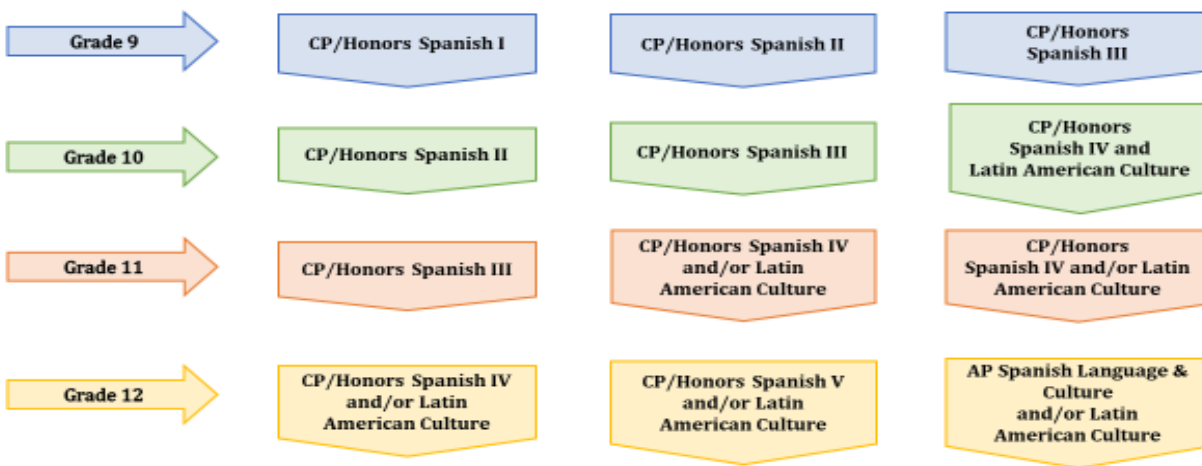 Grade 9
CP/Honors Spanish I
CP/Honors Spanish II
CP/Honors
Spanish III
Grade 10
CP/Honors Spanish II
CP/Honors Spanish III
CP/Honors
Spanish IV and
Latin American Culture
Grade 11
CP/Honors Spanish III
CP/Honors Spanish IV
and/or Latin
American Culture
CP/Honors
Spanish IV and/or Latin
American Culture
Grade 12
CP/Honors Spanish IV
and/or Latin
American Culture
CP/Honors Spanish V
and/or Latin
American Culture
AP Spanish Language &
Culture
and/or Latin
American Culture